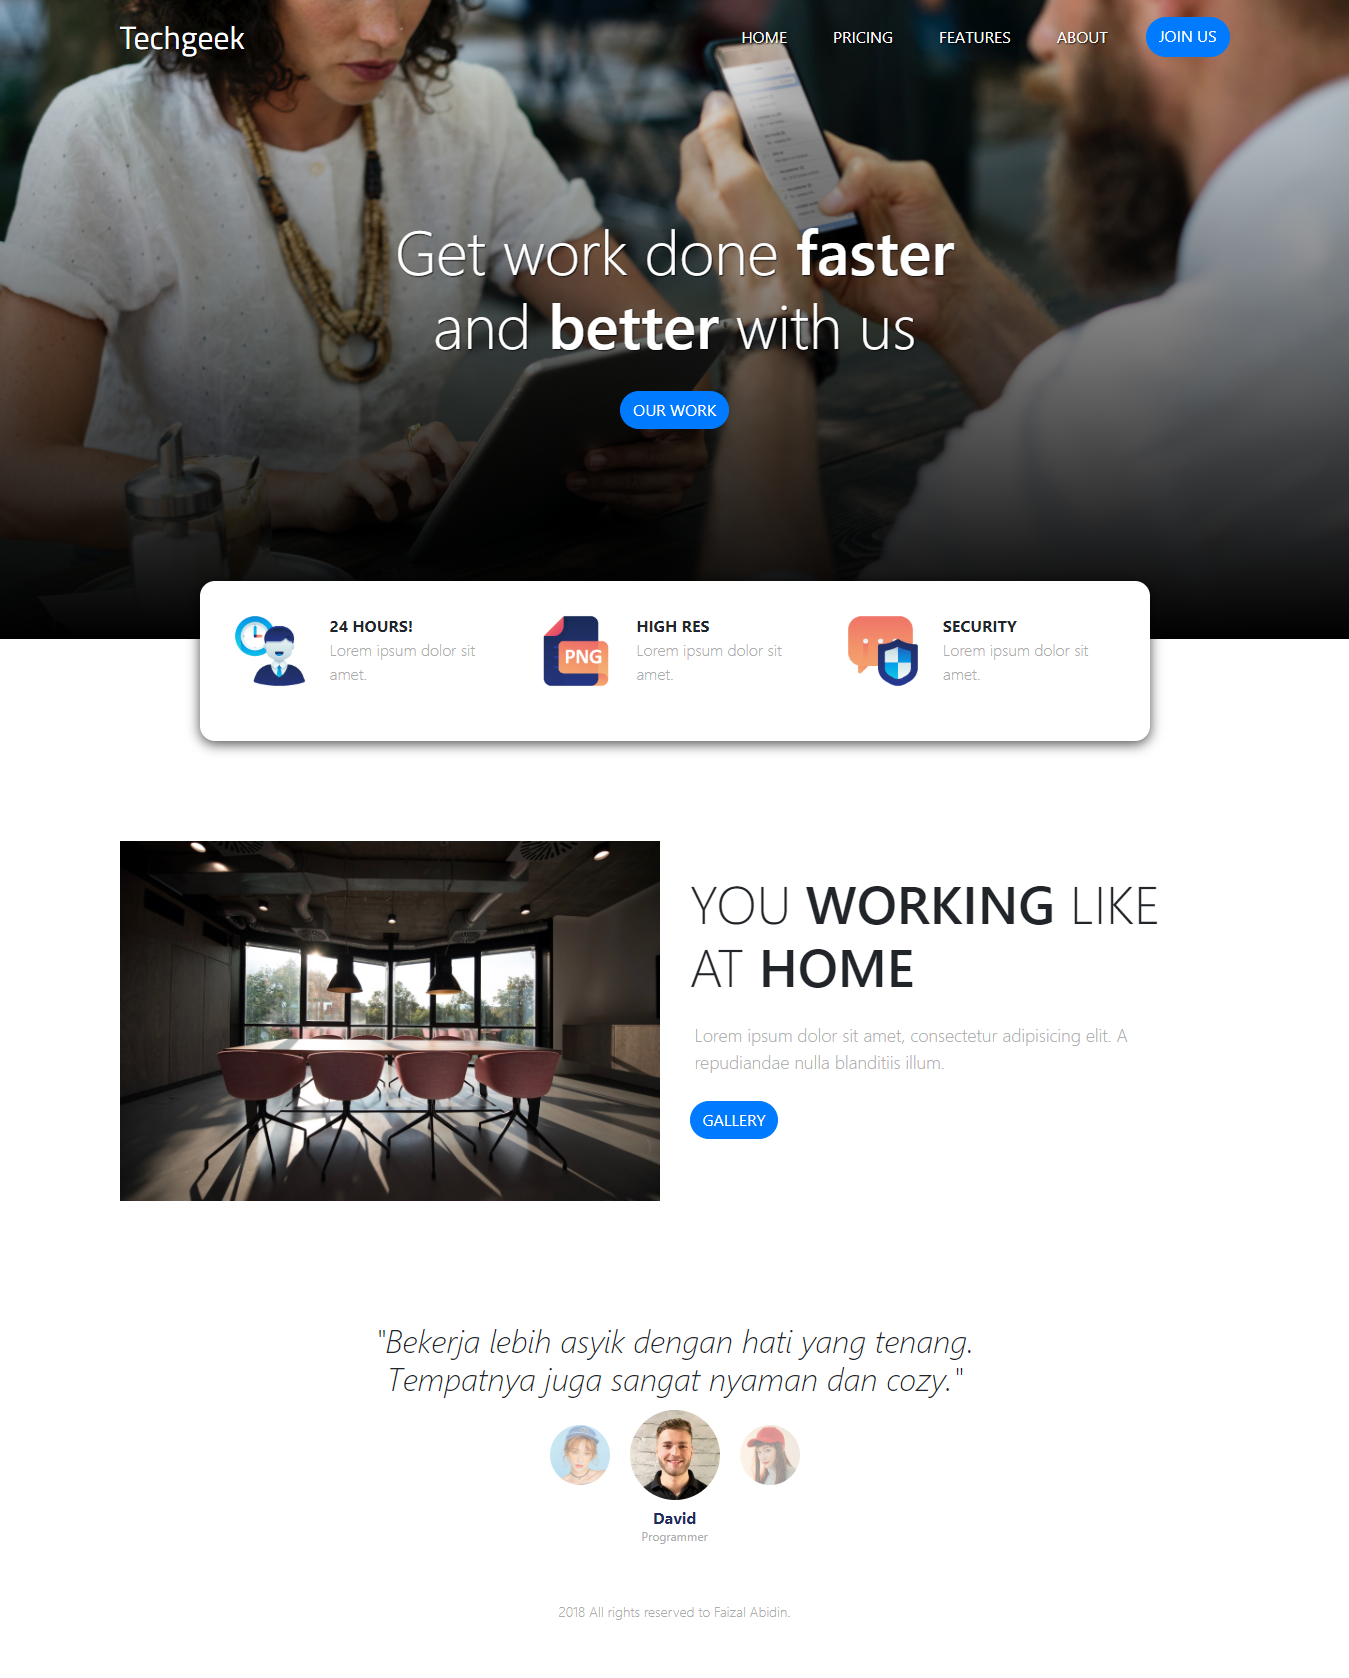 Techgeek
HOME PRICING FEATURES ABOUT JOIN US
Get work done faster
and better with us
OUR WORK
24 HOURS!
Lorem ipsum dolor sit
amet.
PNG
HIGH RES
Lorem ipsum dolor sit
amet.
SECURITY
Lorem ipsum dolor sit
amet.
YOU WORKING LIKE
AT HOME
Lorem ipsum dolor sit amet, consectetur adipisicing elit. A
repudiandae nulla blanditiis illum.
GALLERY
"Bekerja lebih asyik dengan hati yang tenang.
Tempatnya juga sangat nyaman dan cozy."
David
Programmer
2018 All rights reserved to Faizal Abidin.